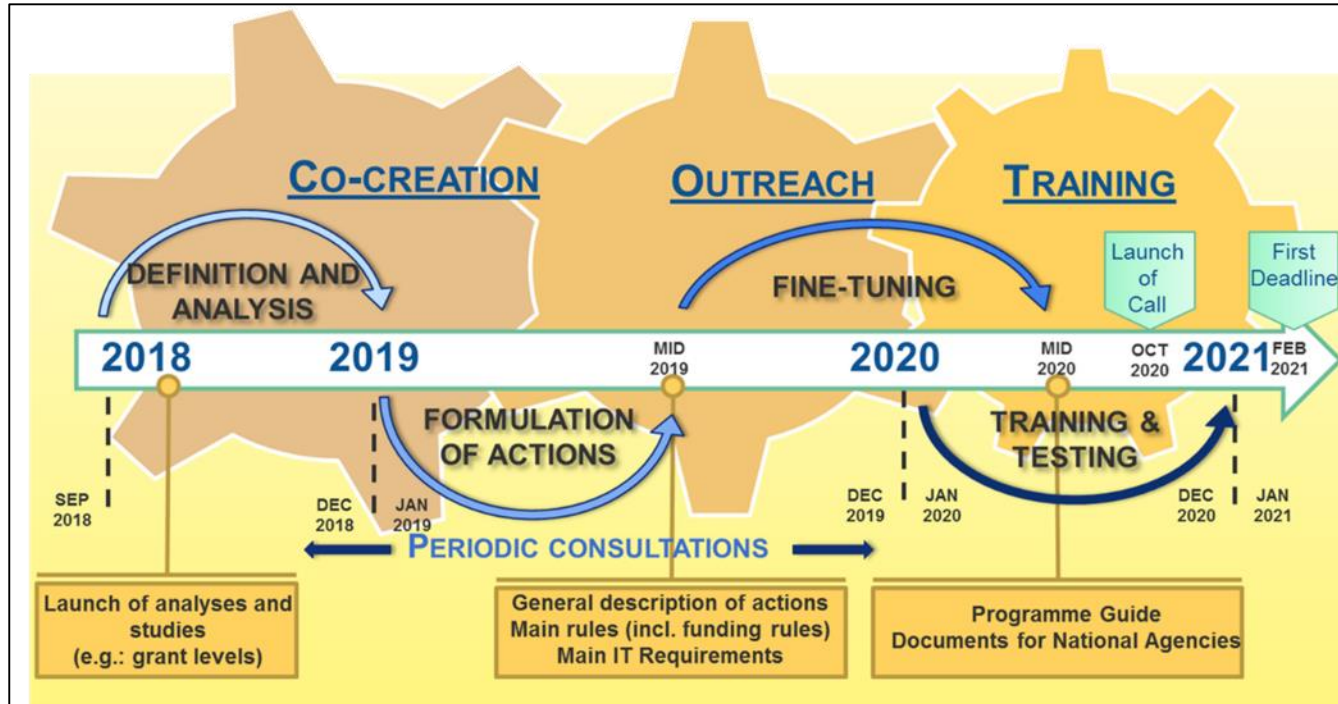 CO-CREATION
OUTREACH
TRAINING
DEFINITION AND
ANALYSIS
FINE-TUNING
Launch
of
Call
First
Deadline
2018
2019
MID
2019
2020
MID
2020
OCT
2020
2021
FEB
2021
FORMULATION
OF ACTIONS
TRAINING &
TESTING
SEP
2018
DEC
2018
JAN
2019
DEC
2019
JAN
2020
DEC
2020
JAN
2021
PERIODIC CONSULTATIONS
Launch of analyses and
studies
(e.g.: grant levels)
General description of actions
Main rules (incl. funding rules)
Main IT Requirements
Programme Guide
Documents for National Agencies